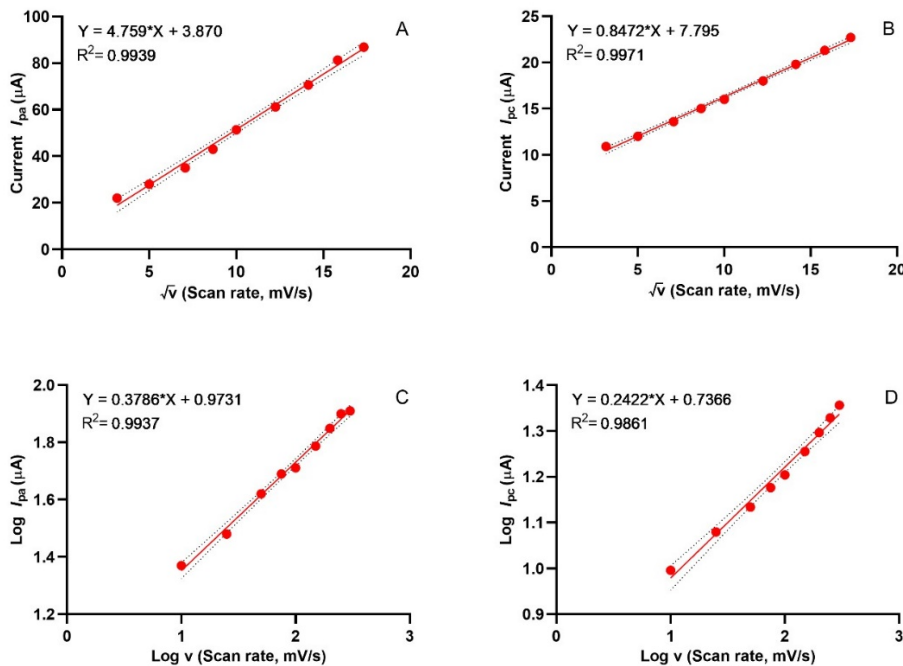 Y = 4.759*X + 3.870
R²= 0.9939
A
Current Ipa (μA)
100
80
60
40
20
0
0 5 10 15 20
√v (Scan rate, mV/s)
Y = 0.8472*X + 7.795
R²= 0.9971
B
Current Ipc (μA)
25
20
15
10
5
0
0 5 10 15 20
√v (Scan rate, mV/s)
Y = 0.3786*X + 0.9731
R²= 0.9937
C
Log Ipa (μA)
2.0
1.8
1.6
1.4
1.2
0 1 2 3
Log v (Scan rate, mV/s)
Y = 0.2422*X + 0.7366
R²= 0.9861
D
Log Ipc (μA)
1.4
1.3
1.2
1.1
1.0
0.9
0 1 2 3
Log v (Scan rate, mV/s)